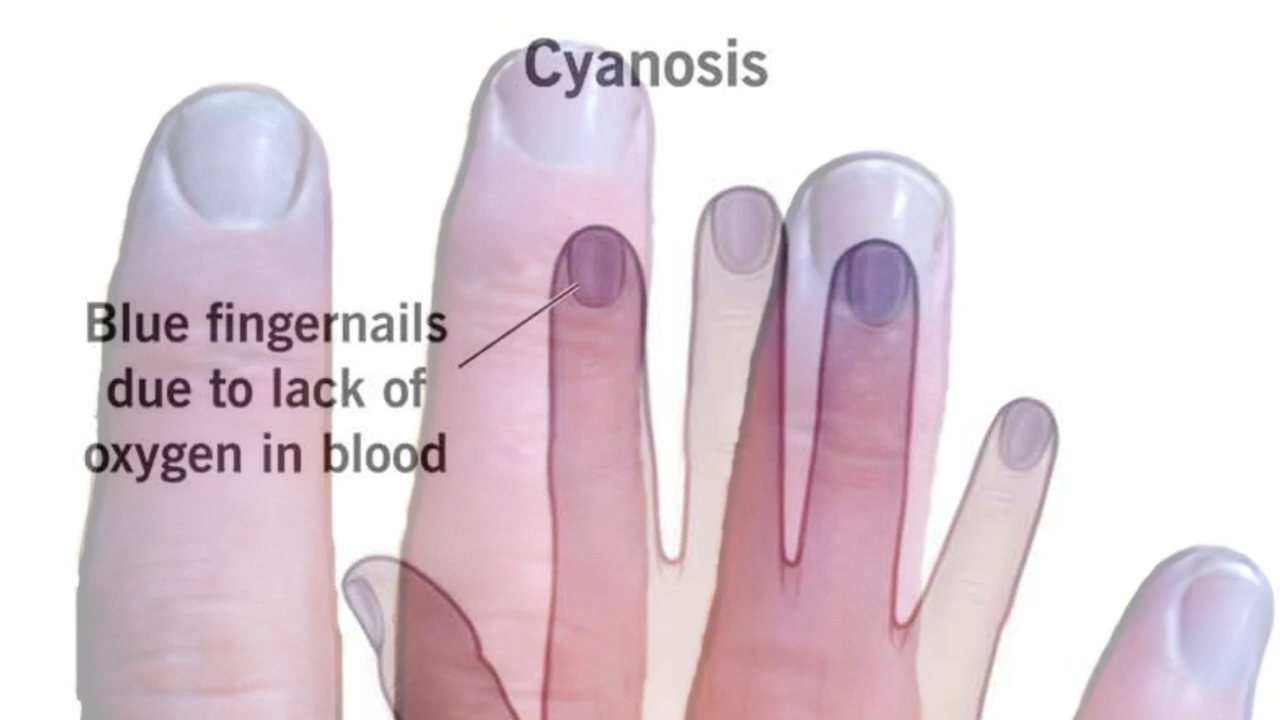 Cyanosis
Blue fingernails
due to lack of
oxygen in blood